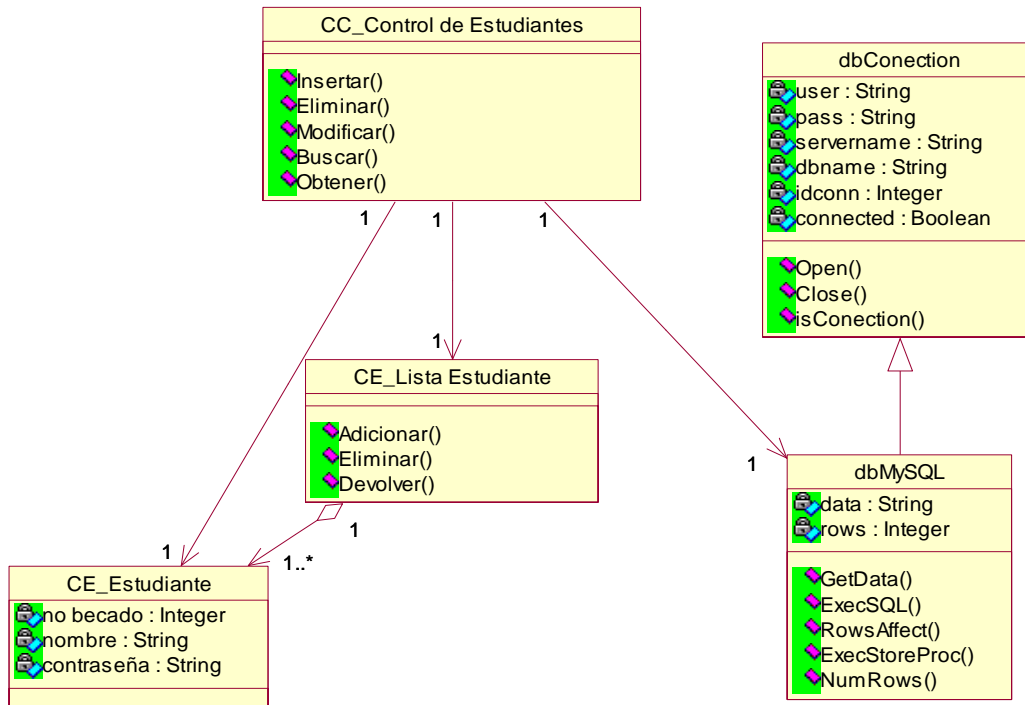 CC_Control de Estudiantes
Insertar()
Eliminar()
Modificar()
Buscar()
Obtener()
dbConection
user : String
pass : String
servername : String
dbname : String
idconn : Integer
connected : Boolean
Open()
Close()
isConection()
1
1
1
1
CE_Lista Estudiante
Adicionar()
Eliminar()
Devolver()
1
1
1..*
1
CE_Estudiante
no becado : Integer
nombre : String
contraseña : String
dbMySQL
data : String
rows : Integer
GetData()
ExecSQL()
RowsAffect()
ExecStoreProc()
NumRows()